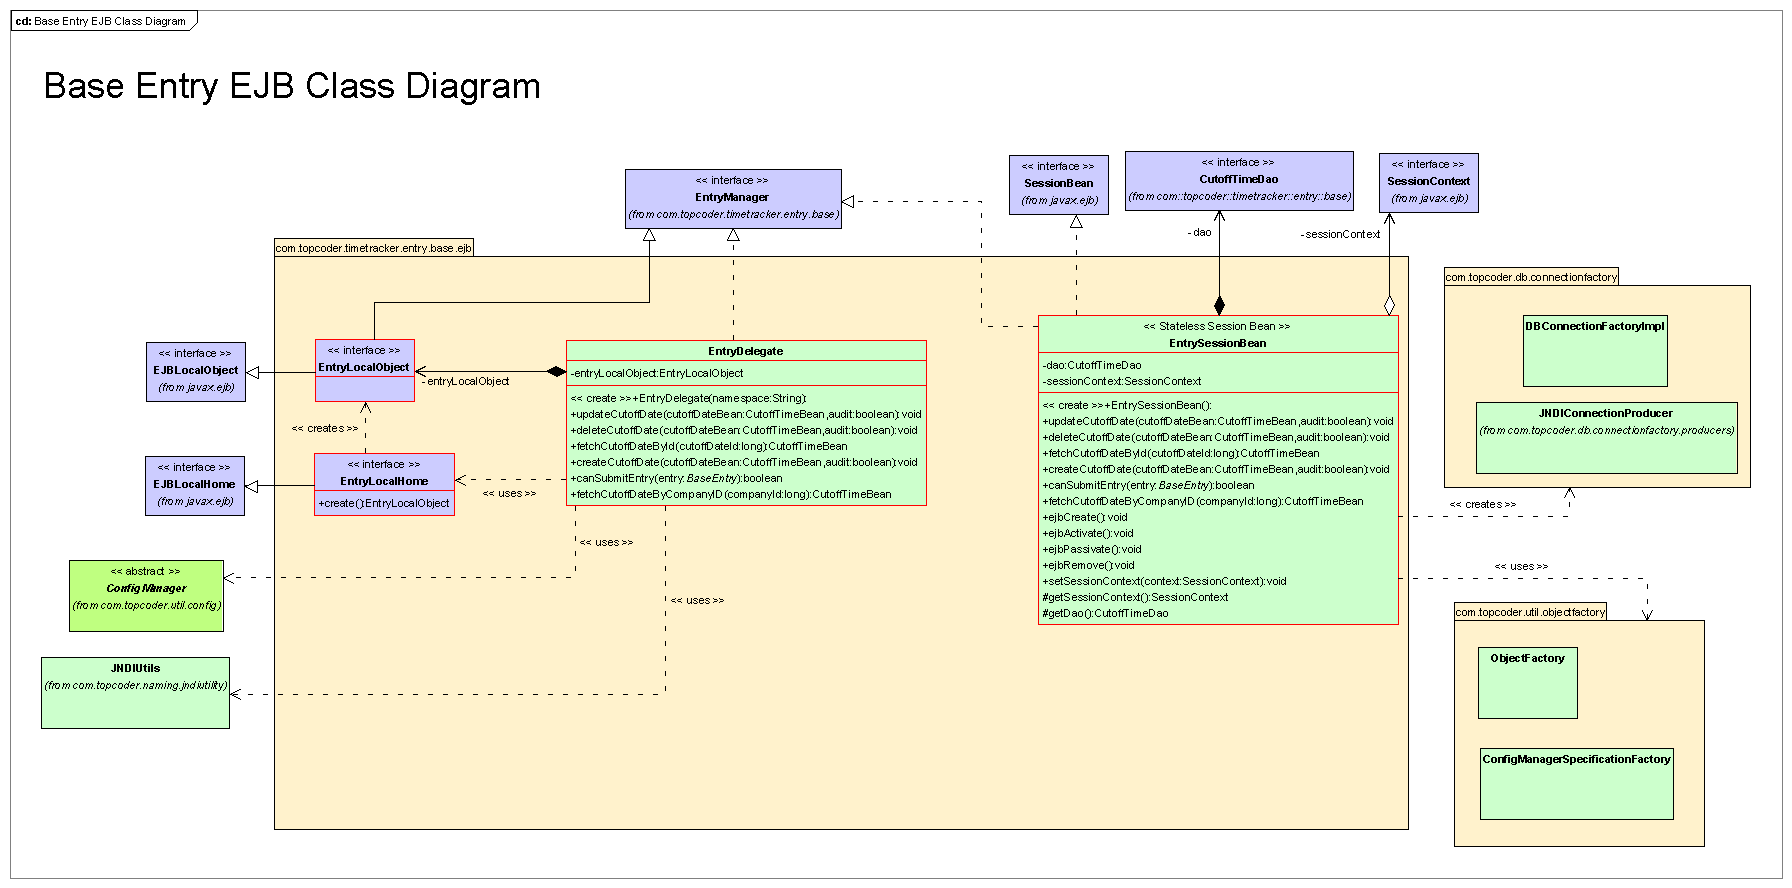 cd: Base Entry EJB Class Diagram
Base Entry EJB Class Diagram
<< interface >>
EntryManager
(from com.topcoder.timetracker.entry.base)
<< interface >>
SessionBean
(from javax.ejb)
<< interface >>
CutoffTimeDao
(from com::topcoder::timetracker::entry::base)
<< interface >>
SessionContext
(from javax.ejb)
-dao
-sessionContext
com.topcoder.timetracker.entry.base.ejb
<< interface >>
EJBLocalObject
(from javax.ejb)
<< interface >>
EntryLocalObject
-entryLocalObject
<< creates >>
<< interface >>
EJBLocalHome
(from javax.ejb)
<< interface >>
EntryLocalHome
+create():EntryLocalObject
<< uses >>
EntryDelegate
-entryLocalObject:EntryLocalObject
<< create >>+EntryDelegate(namespace:String):
+updateCutoffDate(cutoffDateBean:CutoffTimeBean,audit:boolean):void
+deleteCutoffDate(cutoffDateBean:CutoffTimeBean,audit:boolean):void
+fetchCutoffDateById(cutoffDateId:long):CutoffTimeBean
+createCutoffDate(cutoffDateBean:CutoffTimeBean,audit:boolean):void
+canSubmitEntry(entry:BaseEntry):boolean
+fetchCutoffDateByCompanyID(companyId:long):CutoffTimeBean
<< uses >>
<< uses >>
<< abstract >>
ConfigManager
(from com.topcoder.util.config)
JNDIUtils
(from com.topcoder.naming.jndiutility)
<< Stateless Session Bean >>
EntrySessionBean
-dao:CutoffTimeDao
-sessionContext:SessionContext
<< create >>+EntrySessionBean():
+updateCutoffDate(cutoffDateBean:CutoffTimeBean,audit:boolean):void
+deleteCutoffDate(cutoffDateBean:CutoffTimeBean,audit:boolean):void
+fetchCutoffDateById(cutoffDateId:long):CutoffTimeBean
+createCutoffDate(cutoffDateBean:CutoffTimeBean,audit:boolean):void
+canSubmitEntry(entry:BaseEntry):boolean
+fetchCutoffDateByCompanyID(companyId:long):CutoffTimeBean
+ejbCreate():void
+ejbActivate():void
+ejbPassivate():void
+ejbRemove():void
+setSessionContext(context:SessionContext):void
#getSessionContext():SessionContext
#getDao():CutoffTimeDao
com.topcoder.db.connectionfactory
DBConnectionFactoryImpl
JNDIConnectionProducer
(from com.topcoder.db.connectionfactory.producers)
<< creates >>
<< uses >>
com.topcoder.util.objectfactory
ObjectFactory
ConfigManagerSpecificationFactory